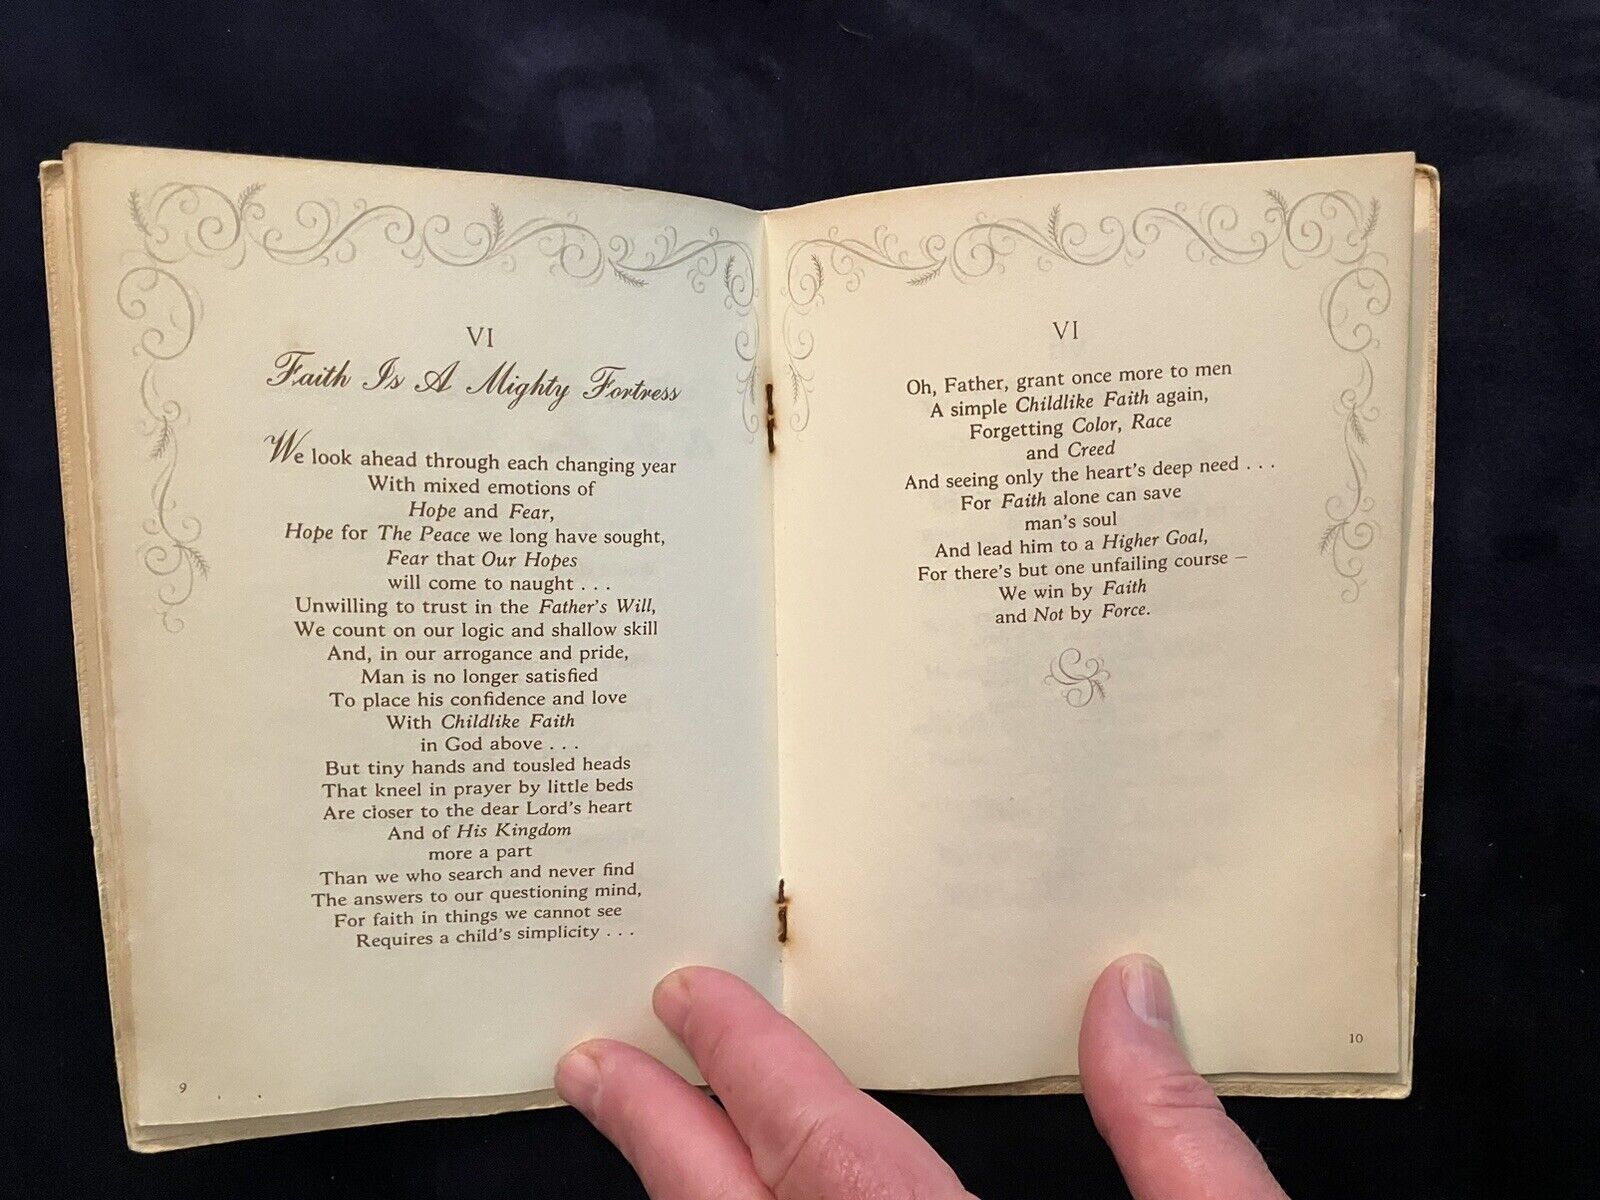 VI
Faith Is A Mighty Fortress
We look ahead through each changing year
With mixed emotions of
Hope and Fear,
Hope for The Peace we long have sought,
Fear that Our Hopes
will come to naught . . .
Unwilling to trust in the Father's Will,
We count on our logic and shallow skill
And, in our arrogance and pride,
Man is no longer satisfied
To place his confidence and love
With Childlike Faith
in God above . . .
But tiny hands and tousled heads
That kneel in prayer by little beds
Are closer to the dear Lord's heart
And of His Kingdom
more a part
Than we who search and never find
The answers to our questioning mind,
For faith in things we cannot see
Requires a child's simplicity . . .
9
VI
Oh, Father, grant once more to men
A simple Childlike Faith again,
Forgetting Color, Race
and Creed
And seeing only the heart's deep need . . .
For Faith alone can save
man's soul
And lead him to a Higher Goal,
For there's but one unfailing course —
We win by Faith
and Not by Force.
10